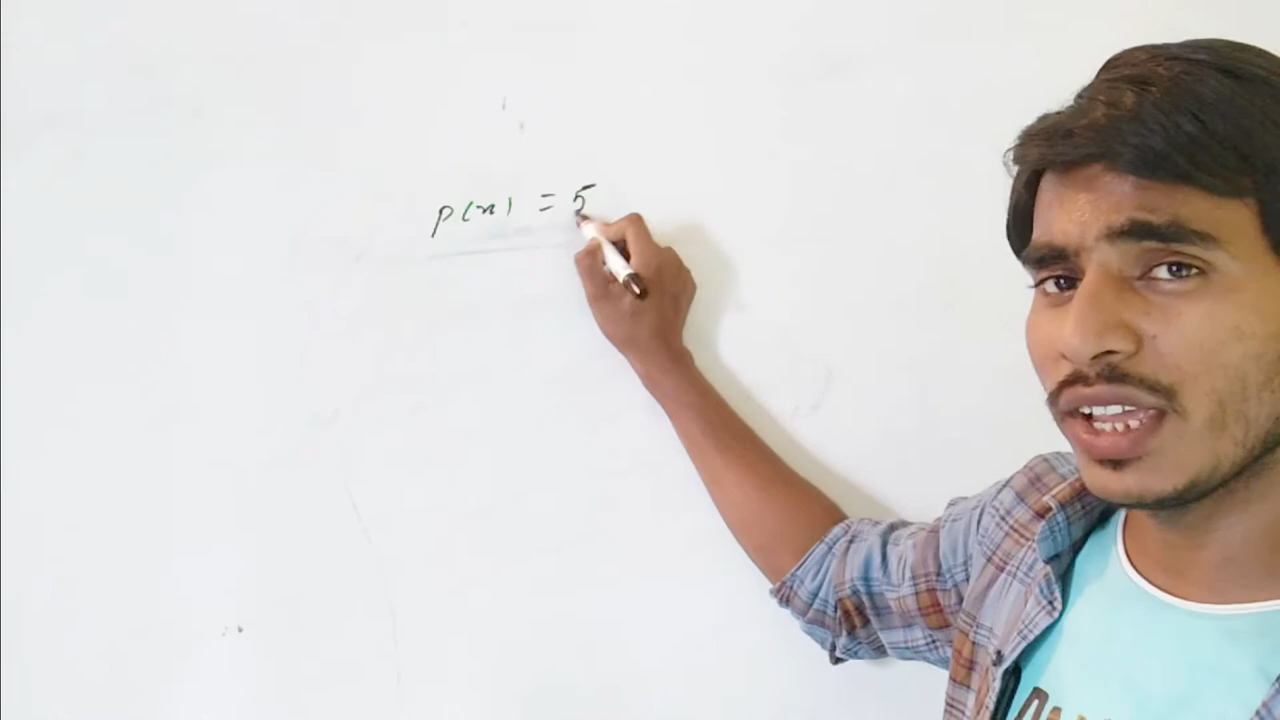 p(x) = 5